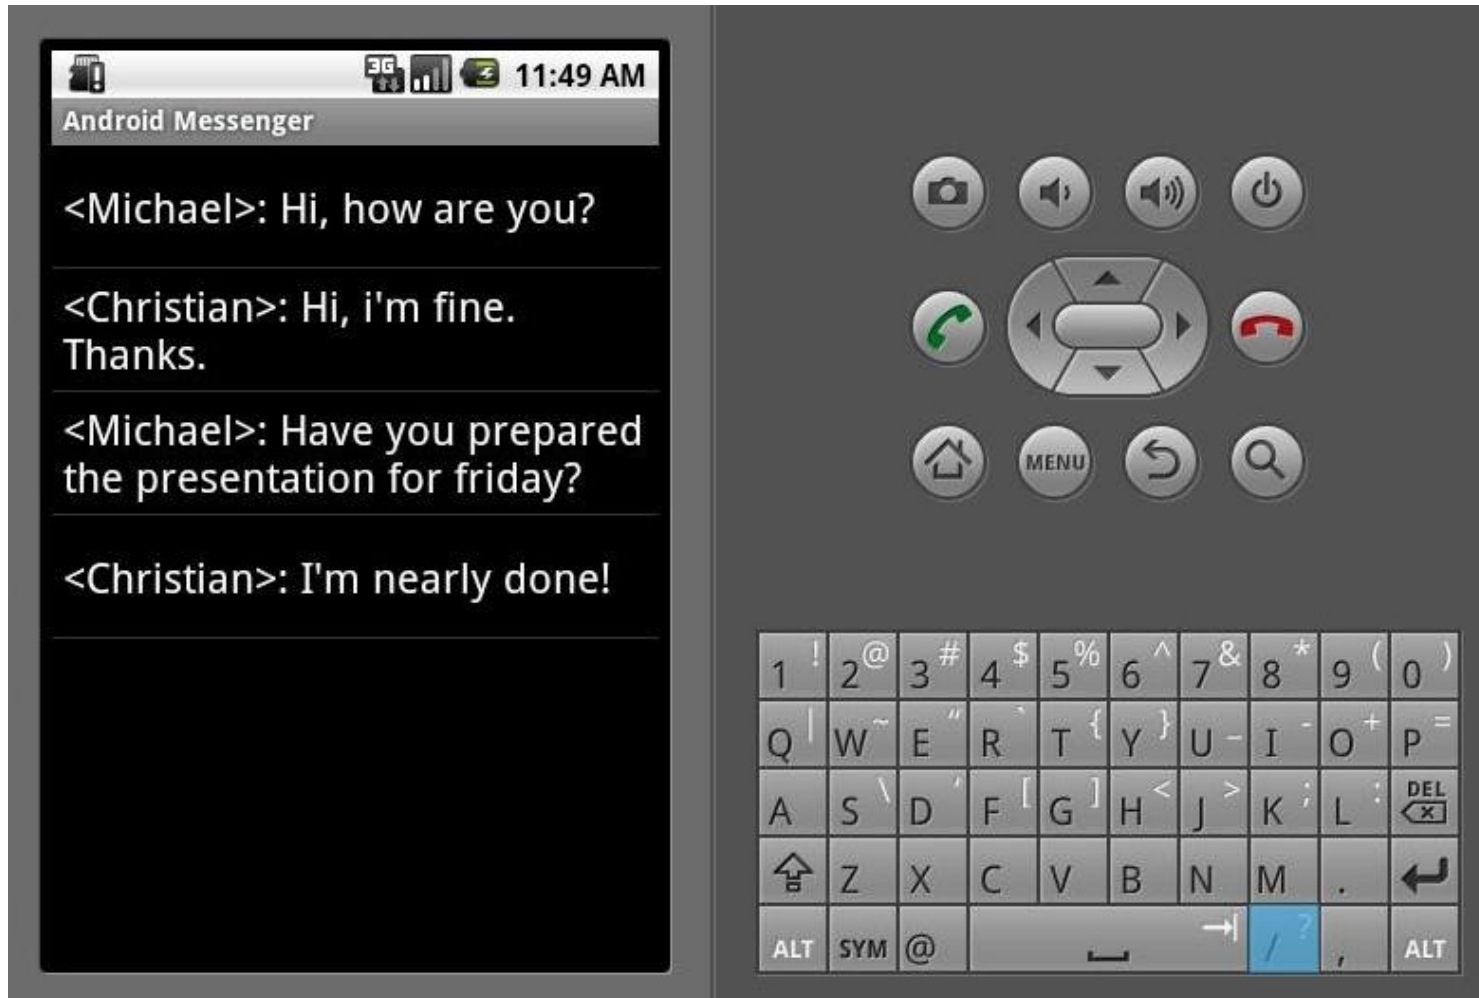 3G 11:49 AM
Android Messenger
<Michael>: Hi, how are you?
<Christian>: Hi, i'm fine.
Thanks.
<Michael>: Have you prepared
the presentation for friday?
<Christian>: I'm nearly done!
MENU
1 ! 2 @ 3 # 4 $ 5 % 6 ^ 7 & 8 * 9 ( 0 )
Q | W ~ E “ R ` T { Y } U _ I - O + P =
A S \ D ' F [ G ] H < J > K ; L : DEL
Z X C V B N M .
ALT SYM @ / ? , ALT